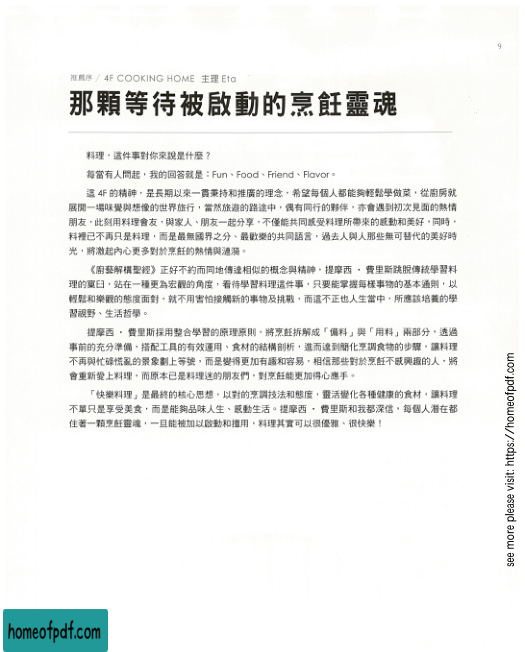 9
推薦序 / 4F COOKING HOME 主理 Eta
那顆等待被啟動的烹飪靈魂
料理，這件事對你來說是什麼？
每當有人問起，我的回答就是：Fun、Food、Friend、Flavor。
這 4F 的精神，是長期以來一貫秉持和推廣的理念。希望每個人都能夠輕鬆學做菜，從廚房就
展開一場味覺與想像的世界旅行，當然旅遊的路途中，偶有同行的夥伴，亦會遇到初次見面的熱情
朋友，此刻用料理會友，與家人、朋友一起分享，不僅能共同感受料理所帶來的感動和美好，同時，
料裡已不再只是料理，而是最無國界之分、最歡樂的共同語言，過去人與人那些無可替代的美好時
光，將激起內心更多對於烹飪的熱情與漣漪。
《廚藝解構聖經》正好不約而同地傳達相似的概念與精神，提摩西 · 費里斯跳脫傳統學習料
理的窠臼，站在一種更為宏觀的角度，看待學習料理這件事，只要能掌握每樣事物的基本通則，以
輕鬆和樂觀的態度面對，就不用害怕接觸新的事物及挑戰，而這不正也人生當中，所應該培養的學
習視野、生活哲學。
提摩西 · 費里斯採用整合學習的原理原則，將烹飪拆解成「備料」與「用料」兩部分，透過
事前的充分準備，搭配工具的有效運用、食材的結構剖析，進而達到簡化烹調食物的步驟，讓料理
不再與忙碌慌亂的景象劃上等號，而是變得更加有趣和容易，相信那些對於烹飪不感興趣的人，將
會重新愛上料理，而原本已是料理迷的朋友們，對烹飪能更加得心應手。
「快樂料理」是最終的核心思想，以對的烹調技法和態度，靈活變化各種健康的食材，讓料理
不單只是享受美食，而是能夠品味人生、感動生活。提摩西 · 費里斯和我都深信，每個人潛在都
住著一顆烹飪靈魂，一旦能被加以啟動和擅用，料理其實可以很優雅、很快樂！
see more please visit: https://homeofpdf.com
homeofpdf.com